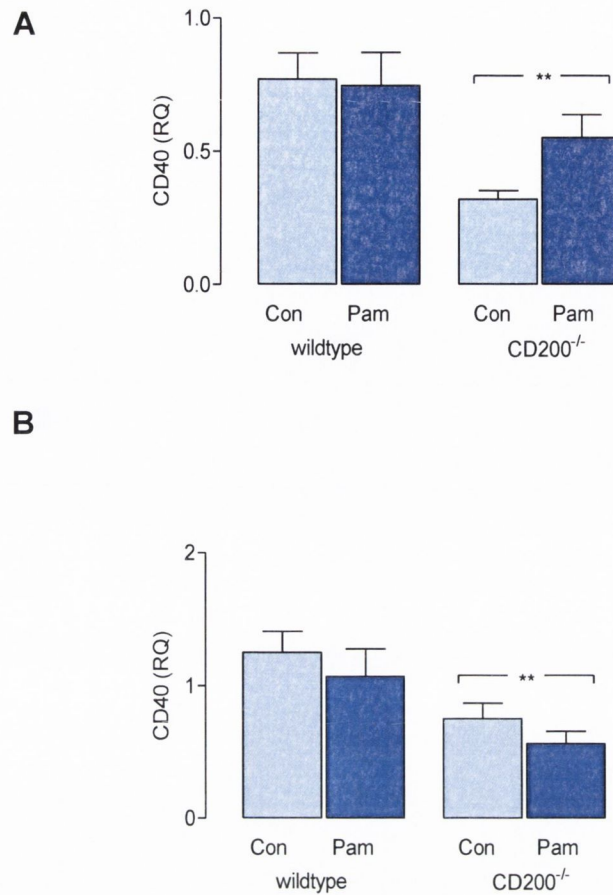 A
CD40 (RQ)
1.0
0.5
0.0
**
Con Pam Con Pam
wildtype CD200-/-
B
CD40 (RQ)
2
1
0
**
Con Pam Con Pam
wildtype CD200-/-